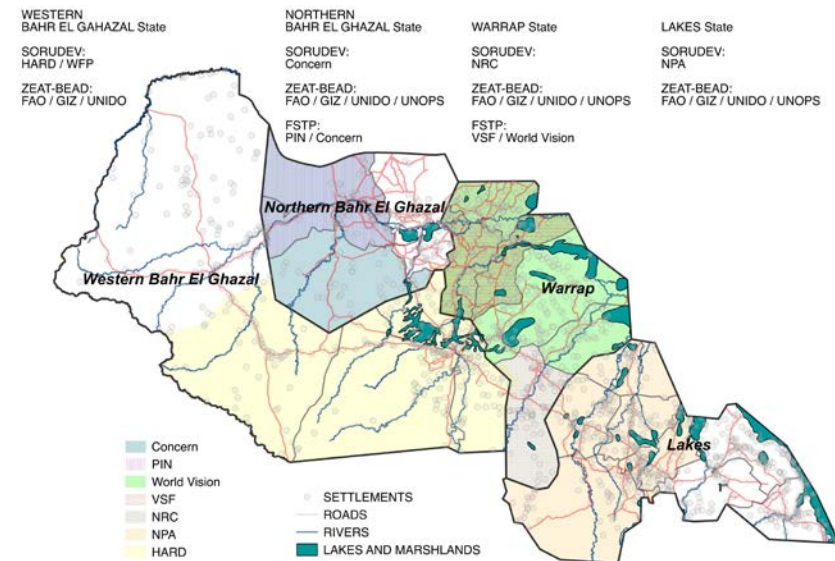 WESTERN
BAHR EL GAHAZAL State
SORUDEV:
HARD / WFP
ZEAT-BEAD:
FAO / GIZ / UNIDO
NORTHERN
BAHR EL GHAZAL State
SORUDEV:
Concern
ZEAT-BEAD:
FAO / GIZ / UNIDO / UNOPS
FSTP:
PIN / Concern
WARRAP State
SORUDEV:
NRC
ZEAT-BEAD:
FAO / GIZ / UNIDO / UNOPS
FSTP:
VSF / World Vision
LAKES State
SORUDEV:
NPA
ZEAT-BEAD:
FAO / GIZ / UNIDO / UNOPS
Northern Bahr El Ghazal
Western Bahr El Ghazal
Warrap
Lakes
Concern
PIN
World Vision
VSF
NRC
NPA
HARD
SETTLEMENTS
ROADS
RIVERS
LAKES AND MARSHLANDS